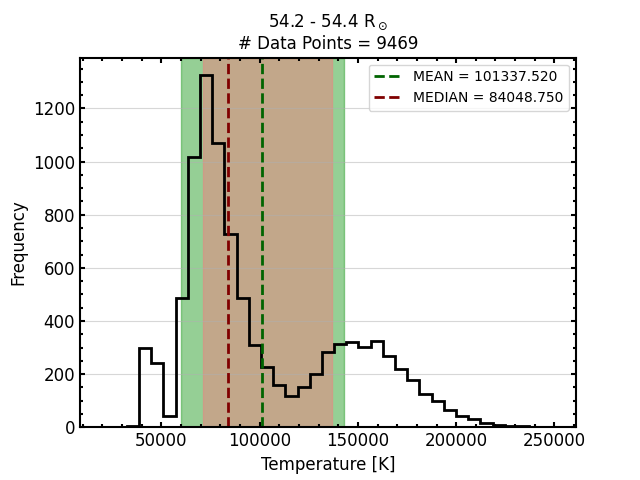 54.2 - 54.4 R⊙
# Data Points = 9469
MEAN = 101337.520
MEDIAN = 84048.750
Frequency
1200
1000
800
600
400
200
0
50000 100000 150000 200000 250000
Temperature [K]